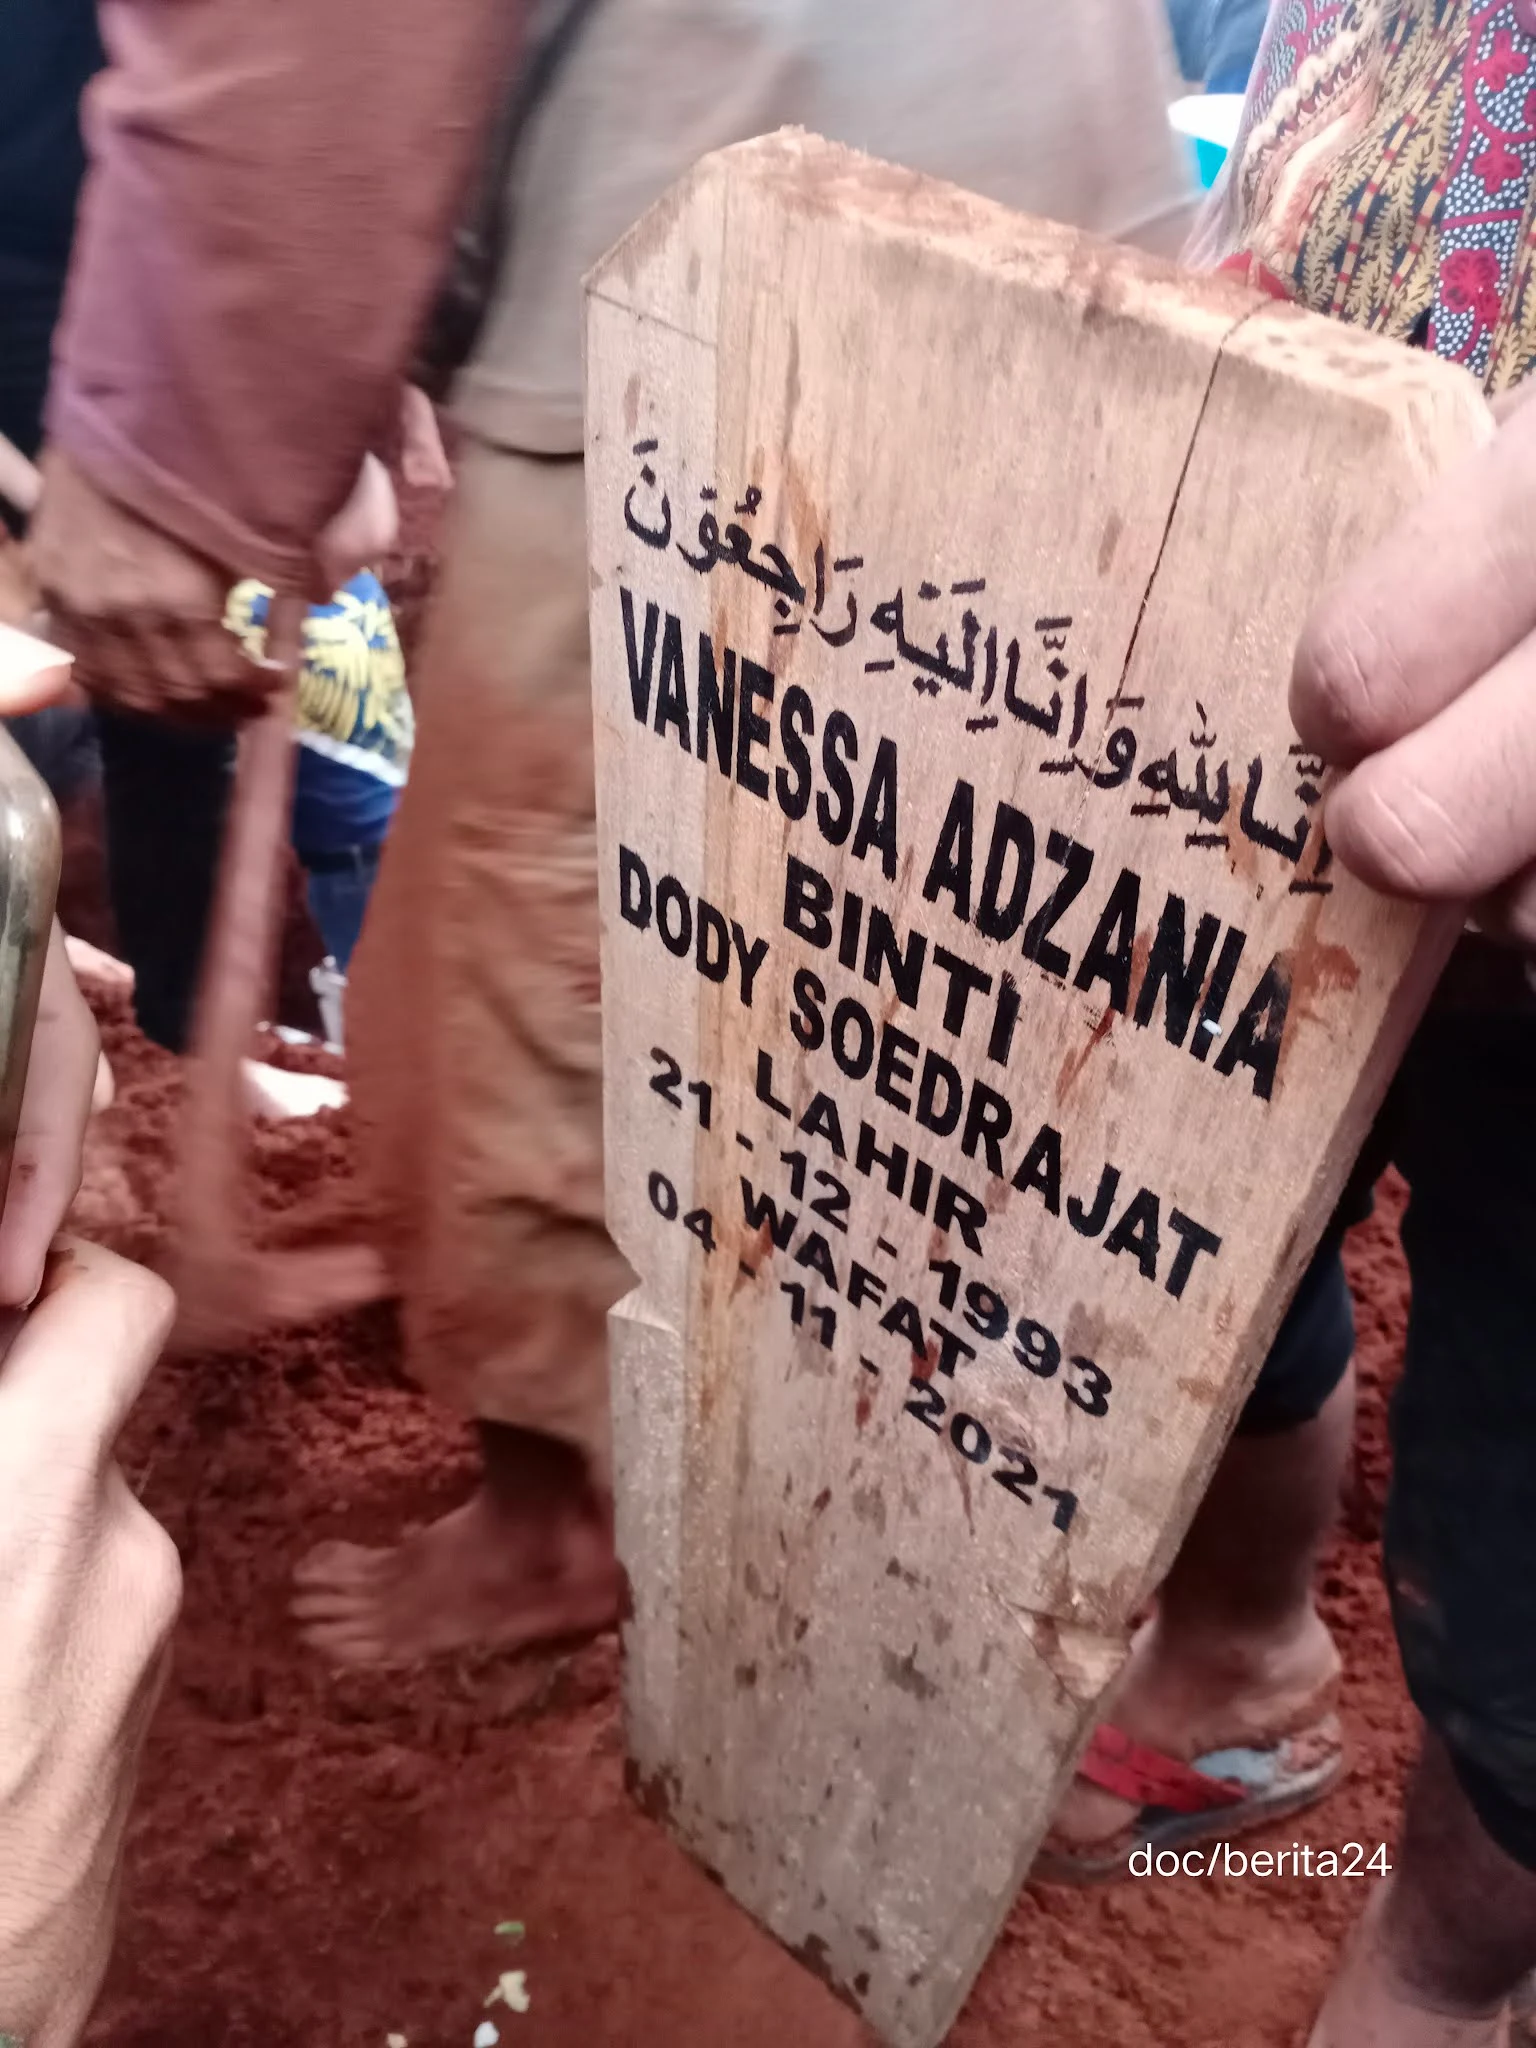 اِنَّا لِلّٰهِ وَاِنَّا اِلَيْهِ رَاجِعُوْنَ
VANESSA ADZANIA
BINTI
DODY SOEDRAJAT
LAHIR
21 - 12 - 1993
WAFAT
04 - 11 - 2021
doc/berita24